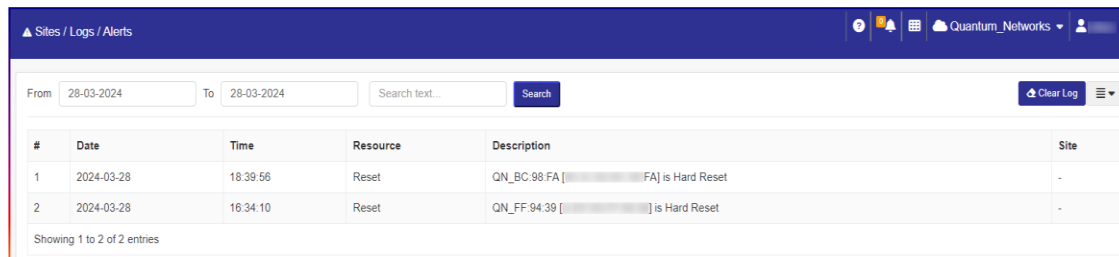 Sites / Logs / Alerts
0
Quantum_Networks
From 28-03-2024 To 28-03-2024 Search text... Search Clear Log
# Date Time Resource Description Site
1 2024-03-28 18:39:56 Reset QN_BC:98:FA [ FA] is Hard Reset -
2 2024-03-28 16:34:10 Reset QN_FF:94:39 [ ] is Hard Reset -
Showing 1 to 2 of 2 entries